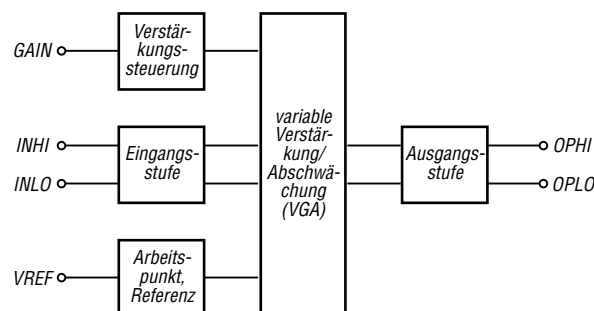 GAIN
Verstär-
kungs-
steuerung
INHI
INLO
Eingangs-
stufe
variable
Verstär-
kung/
Abschwä-
chung
(VGA)
Ausgangs-
stufe
OPHI
OPLO
VREF
Arbeits-
punkt,
Referenz